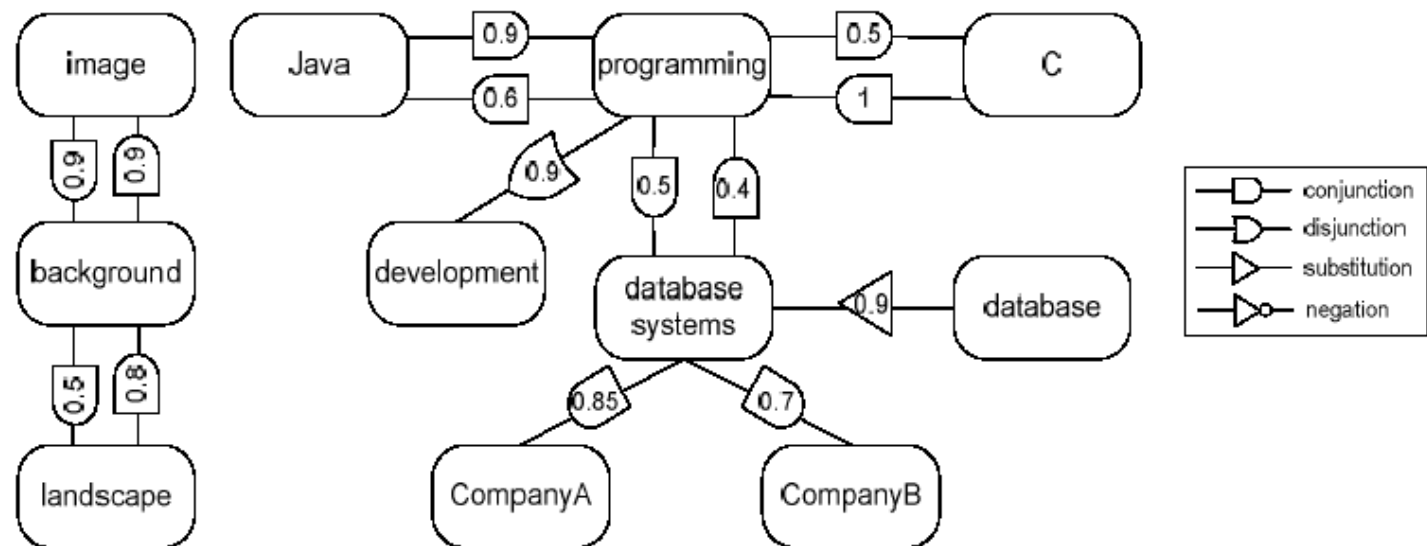 image
Java
0.9
programming
0.5
C
0.6
1
0.9
0.9
0.9
0.5
0.4
conjunction
disjunction
substitution
negation
background
development
database
systems
0.9
database
0.5
0.8
0.85
0.7
landscape
CompanyA
CompanyB